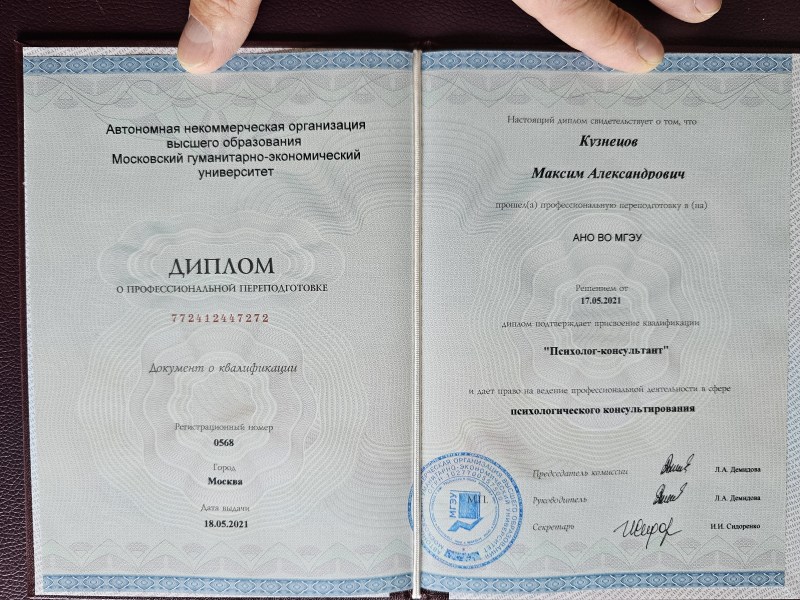 Автономная некоммерческая организация
высшего образования
Московский гуманитарно-экономический
университет
ДИПЛОМ
О ПРОФЕССИОНАЛЬНОЙ ПЕРЕПОДГОТОВКЕ
772412447272
Документ о квалификации
Регистрационный номер
0568
Город
Москва
Дата выдачи
18.05.2021
Настоящий диплом свидетельствует о том, что
Кузнецов
Максим Александрович
прошел(а) профессиональную переподготовку в (на)
АНО ВО МГЭУ
Решением от
17.05.2021
диплом подтверждает присвоение квалификации
"Психолог-консультант"
и дает право на ведение профессиональной деятельности в сфере
психологического консультирования
Председатель комиссии
Л.А. Демидова
Руководитель
Л.А. Демидова
Секретарь
И.И. Сидоренко
М.П.
МГЭУ